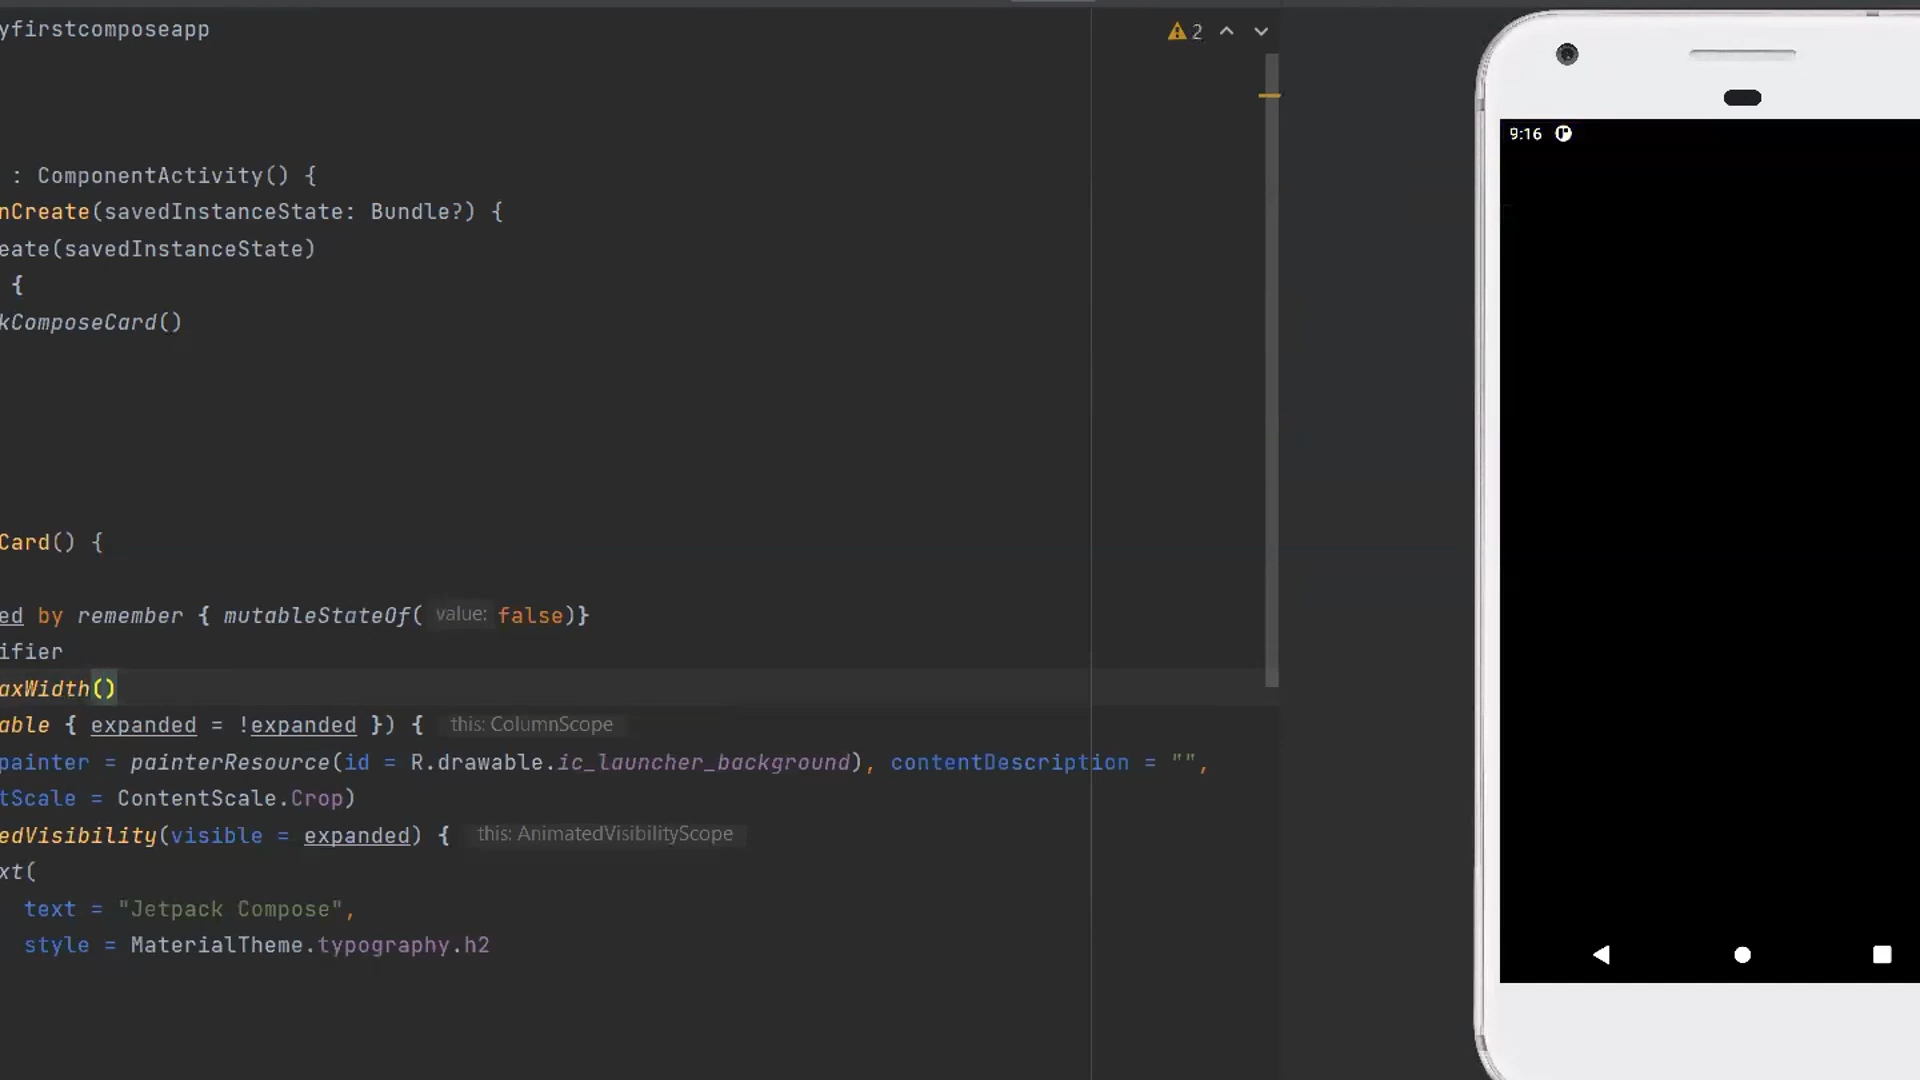 yfirstcomposeapp
2
9:16
: ComponentActivity() {
nCreate(savedInstanceState: Bundle?) {
eate(savedInstanceState)
{
kComposeCard()
Card() {
ed by remember { mutableStateOf( value: false)}
ifier
axWidth()
able { expanded = !expanded }) { this: ColumnScope
painter = painterResource(id = R.drawable.ic_launcher_background), contentDescription = "",
tScale = ContentScale.Crop)
edVisibility(visible = expanded) { this: AnimatedVisibilityScope
xt(
text = "Jetpack Compose",
style = MaterialTheme.typography.h2